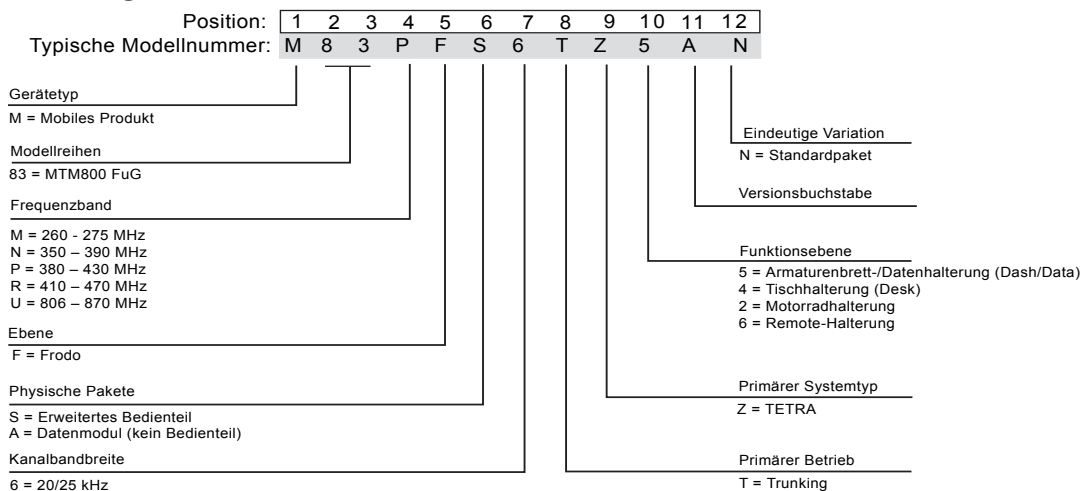 Position: 1 2 3 4 5 6 7 8 9 10 11 12
Typische Modellnummer: M 8 3 P F S 6 T Z 5 A N
Gerätetyp
M = Mobiles Produkt
Modellreihen
83 = MTM800 FuG
Frequenzband
M = 260 - 275 MHz
N = 350 – 390 MHz
P = 380 – 430 MHz
R = 410 – 470 MHz
U = 806 – 870 MHz
Ebene
F = Frodo
Physische Pakete
S = Erweitertes Bedienteil
A = Datenmodul (kein Bedienteil)
Kanalbandbreite
6 = 20/25 kHz
Eindeutige Variation
N = Standardpaket
Versionsbuchstabe
Funktionsebene
5 = Armaturenbrett-/Datenhalterung (Dash/Data)
4 = Tischhalterung (Desk)
2 = Motorradhalterung
6 = Remote-Halterung
Primärer Systemtyp
Z = TETRA
Primärer Betrieb
T = Trunking